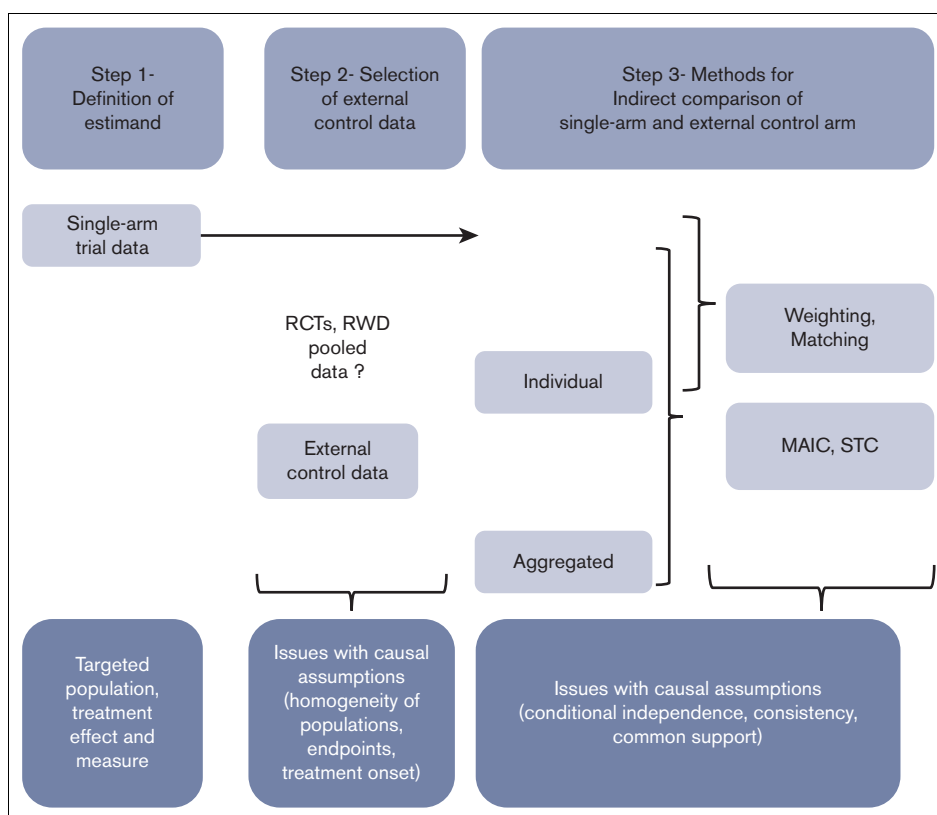 Step 1-
Definition of
estimand
Step 2- Selection
of external
control data
Step 3- Methods for
Indirect comparison of
single-arm and external control arm
Single-arm
trial data
RCTs, RWD
pooled
data ?
External
control data
Individual
Aggregated
Weighting,
Matching
MAIC, STC
Targeted
population,
treatment
effect and
measure
Issues with causal
assumptions
(homogeneity of
populations,
endpoints,
treatment onset)
Issues with causal assumptions
(conditional independence, consistency,
common support)